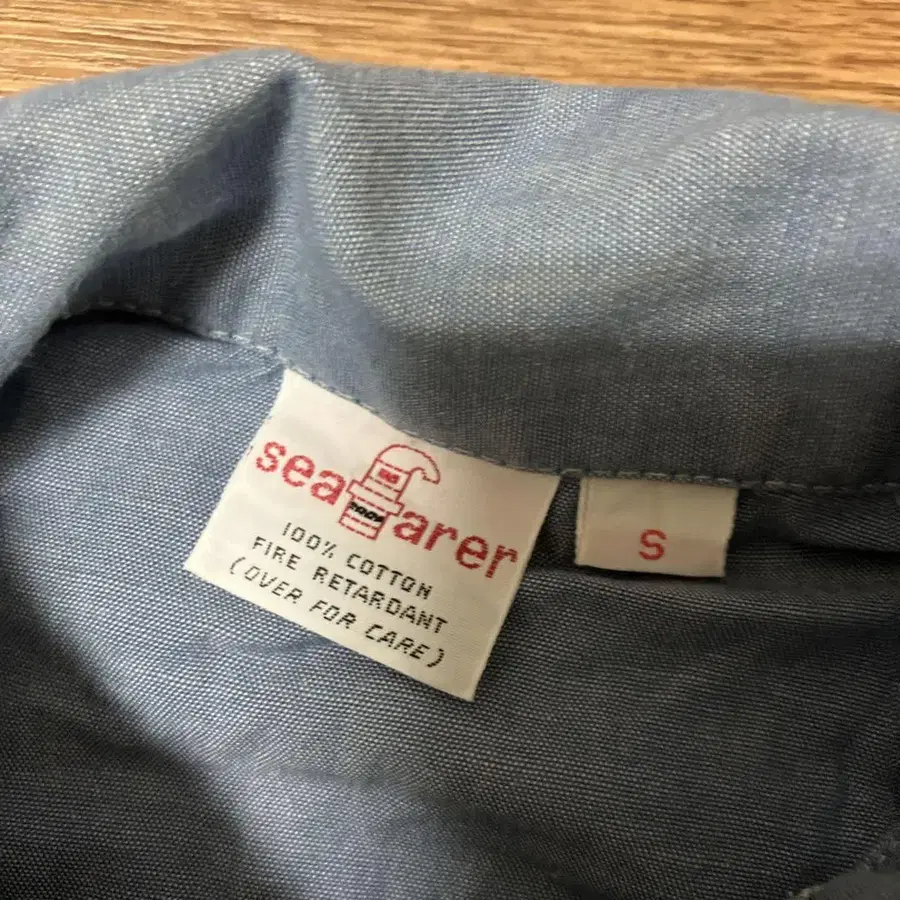 seafarer
100% COTTON
FIRE RETARDANT
(OVER FOR CARE)
S